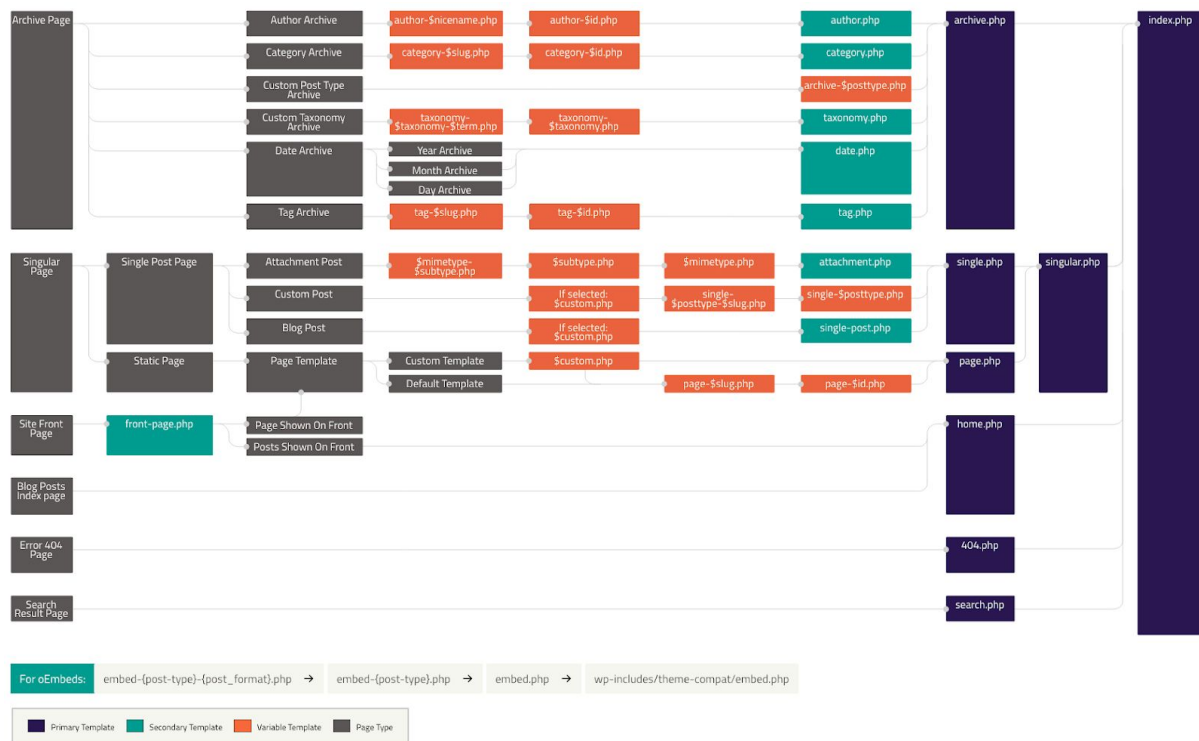 Archive Page
Author Archive
author-$nicename.php
author-$id.php
author.php
archive.php
index.php
Category Archive
category-$slug.php
category-$id.php
category.php
Custom Post Type
Archive
archive-$posttype.php
Custom Taxonomy
Archive
taxonomy-
$taxonomy-$term.php
taxonomy-
$taxonomy.php
taxonomy.php
Date Archive
Year Archive
Month Archive
Day Archive
date.php
Tag Archive
tag-$slug.php
tag-$id.php
tag.php
Singular
Page
Single Post Page
Attachment Post
$mimetype-
$subtype.php
$subtype.php
$mimetype.php
attachment.php
single.php
singular.php
Custom Post
If selected:
$custom.php
single-
$posttype-$slug.php
single-$posttype.php
Blog Post
If selected:
$custom.php
single-post.php
Static Page
Page Template
Custom Template
$custom.php
page.php
Default Template
page-$slug.php
page-$id.php
Site Front
Page
front-page.php
Page Shown On Front
Posts Shown On Front
home.php
Blog Posts
Index page
Error 404
Page
404.php
Search
Result Page
search.php
For oEmbeds:
embed-{post-type}-{post_format}.php →
embed-{post-type}.php →
embed.php →
wp-includes/theme-compat/embed.php
Primary Template
Secondary Template
Variable Template
Page Type